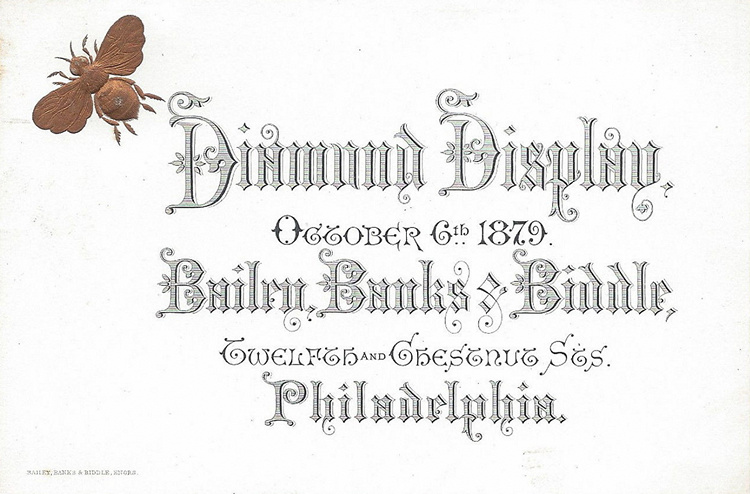 Diamond Display,
October 6th 1879.
Bailey, Banks & Biddle,
Twelfth and Chestnut Sts.
Philadelphia.
BAILEY, BANKS & BIDDLE, ENGRS.